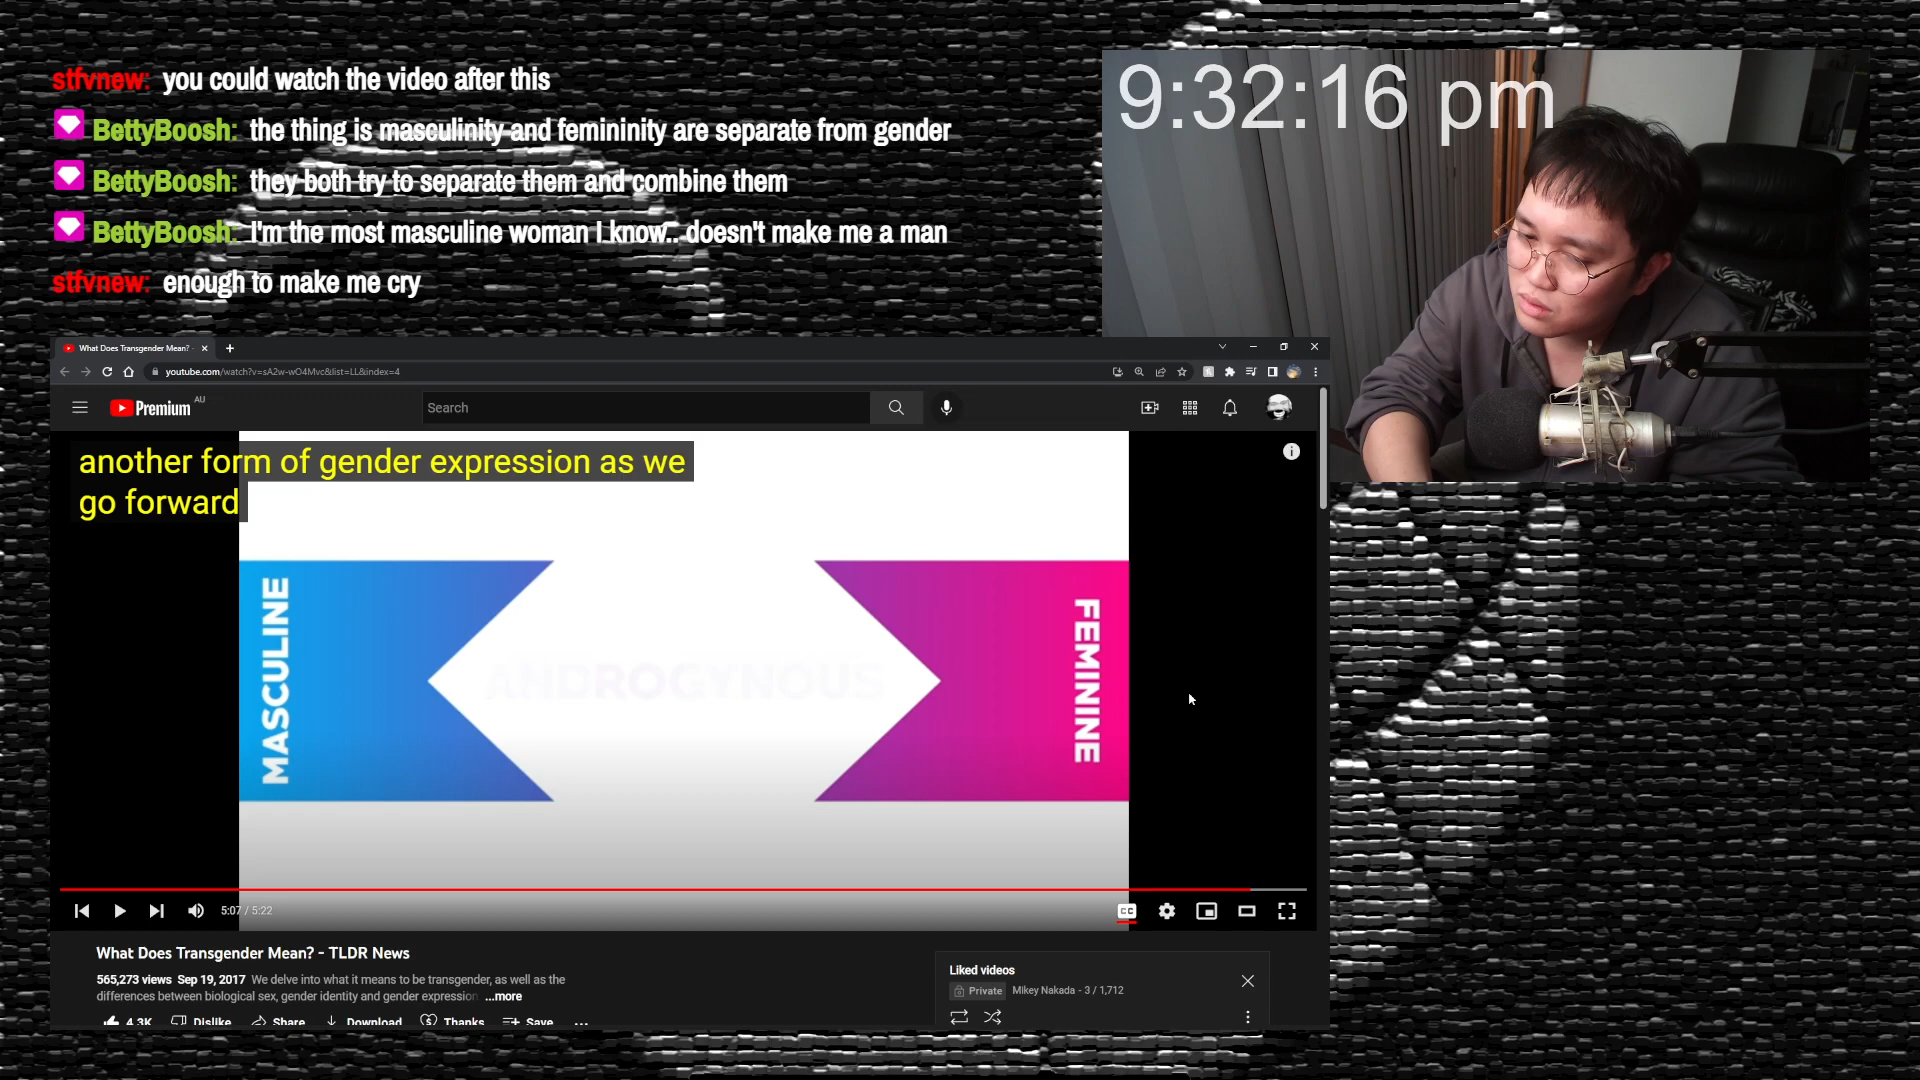 stfvnew: you could watch the video after this
BettyBoosh: the thing is masculinity and femininity are separate from gender
BettyBoosh: they both try to separate them and combine them
BettyBoosh: I'm the most masculine woman I know.. doesn't make me a man
stfvnew: enough to make me cry
9:32:16 pm
What Does Transgender Mean? -
youtube.com/watch?v=sA2w-wO4Mvc&list=LL&index=4
Premium AU
Search
another form of gender expression as we
go forward
MASCULINE
ANDROGYNOUS
FEMININE
5:07 / 5:22
CC
What Does Transgender Mean? - TLDR News
565,273 views Sep 19, 2017 We delve into what it means to be transgender, as well as the
differences between biological sex, gender identity and gender expression ...more
4.3K Dislike Share Download Thanks Save ...
Liked videos
Private Mikey Nakada - 3 / 1,712